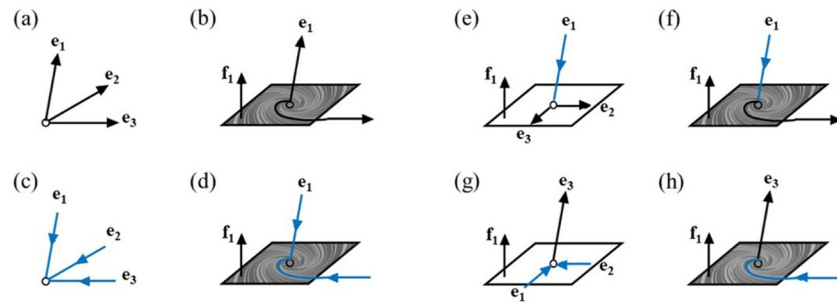 (a) e₁ e₂ e₃
(b) e₁ f₁
(e) e₁ e₂ e₃
(f) e₁ f₁
(c) e₁ e₂ e₃
(d) e₁ f₁
(g) e₃ f₁ e₂ e₁
(h) e₃ f₁